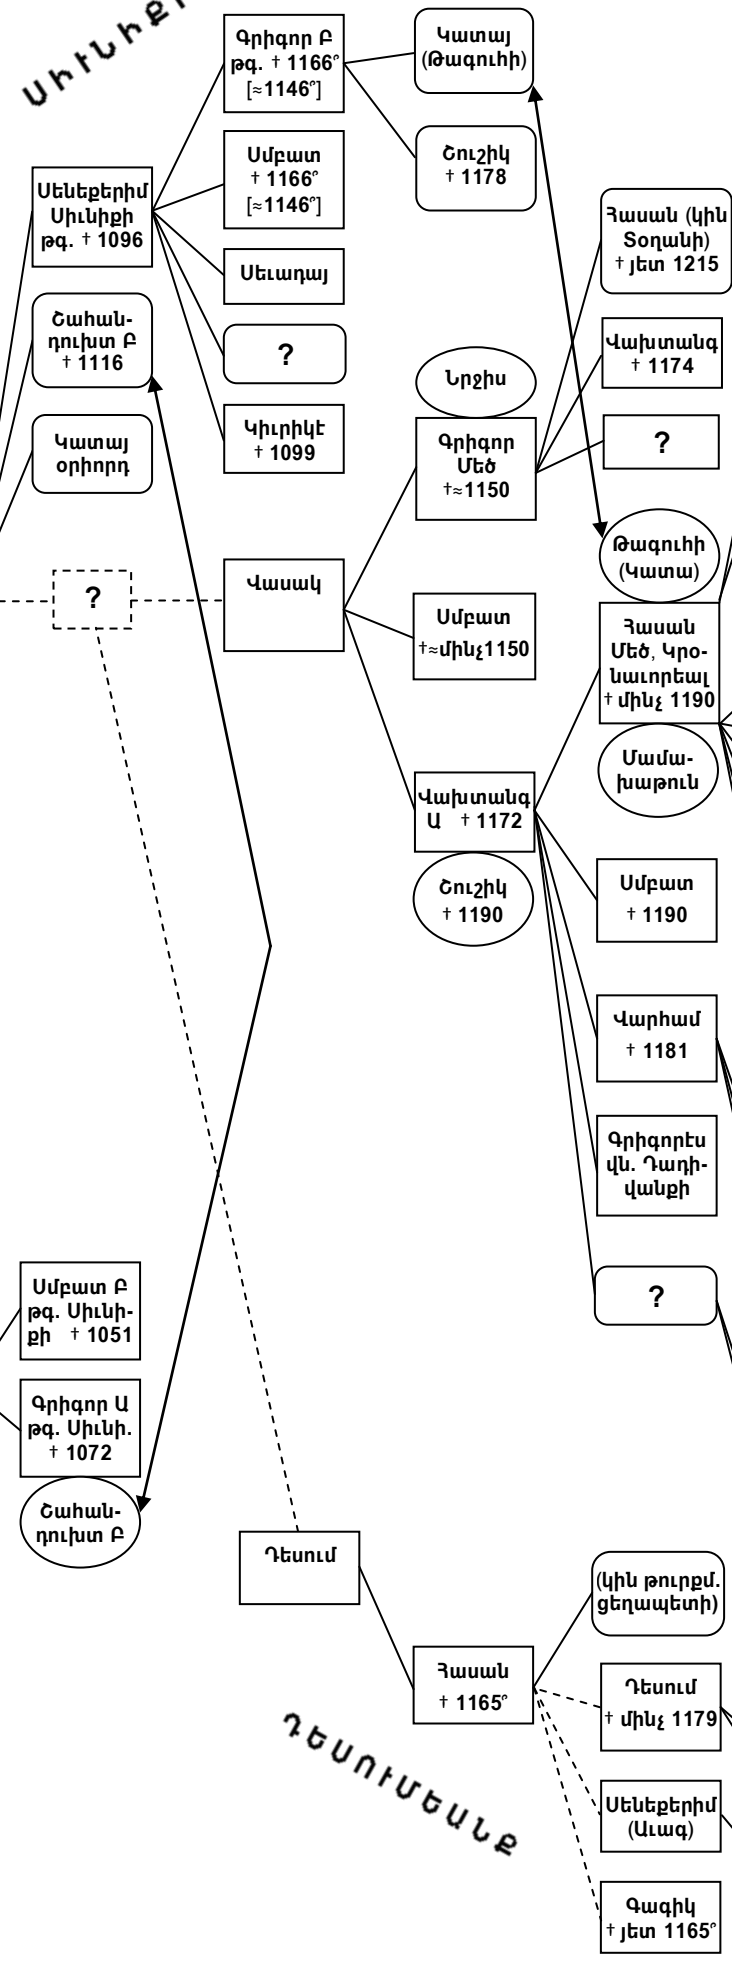 ՍԻՒՆԻՔԻ
Գրիգոր Բ
թգ. † 1166՞
[≈1146՞]
Կատայ
(Թագուհի)
Սմբատ
† 1166՞
[≈1146՞]
Շուշիկ
† 1178
Սենեքերիմ
Սիւնիքի
թգ. † 1096
Սեւադայ
Հասան (կին
Տօղանի)
† յետ 1215
Շահան-
դուխտ Բ
† 1116
?
Նրջիս
Վախտանգ
† 1174
Կատայ
օրիորդ
Կիւրիկէ
† 1099
Գրիգոր
Մեծ
†≈1150
?
?
Վասակ
Թագուհի
(Կատա)
Սմբատ
†≈մինչ1150
Հասան
Մեծ, Կրօ-
նաւորեալ
† մինչ 1190
Մամա-
խաթուն
Վախտանգ
Ա † 1172
Շուշիկ
† 1190
Սմբատ
† 1190
Վարհամ
† 1181
Գրիգորէս
վն. Դադի-
վանքի
?
Սմբատ Բ
թգ. Սիւնի-
քի † 1051
Գրիգոր Ա
թգ. Սիւնի.
† 1072
Շահան-
դուխտ Բ
Դեսում
(կին թուրքմ.
ցեղապետի)
Հասան
† 1165՞
Դեսում
† մինչ 1179
ԴԵՍՈՒՄԵԱՆՔ
Սենեքերիմ
(Աւագ)
Գագիկ
† յետ 1165՞